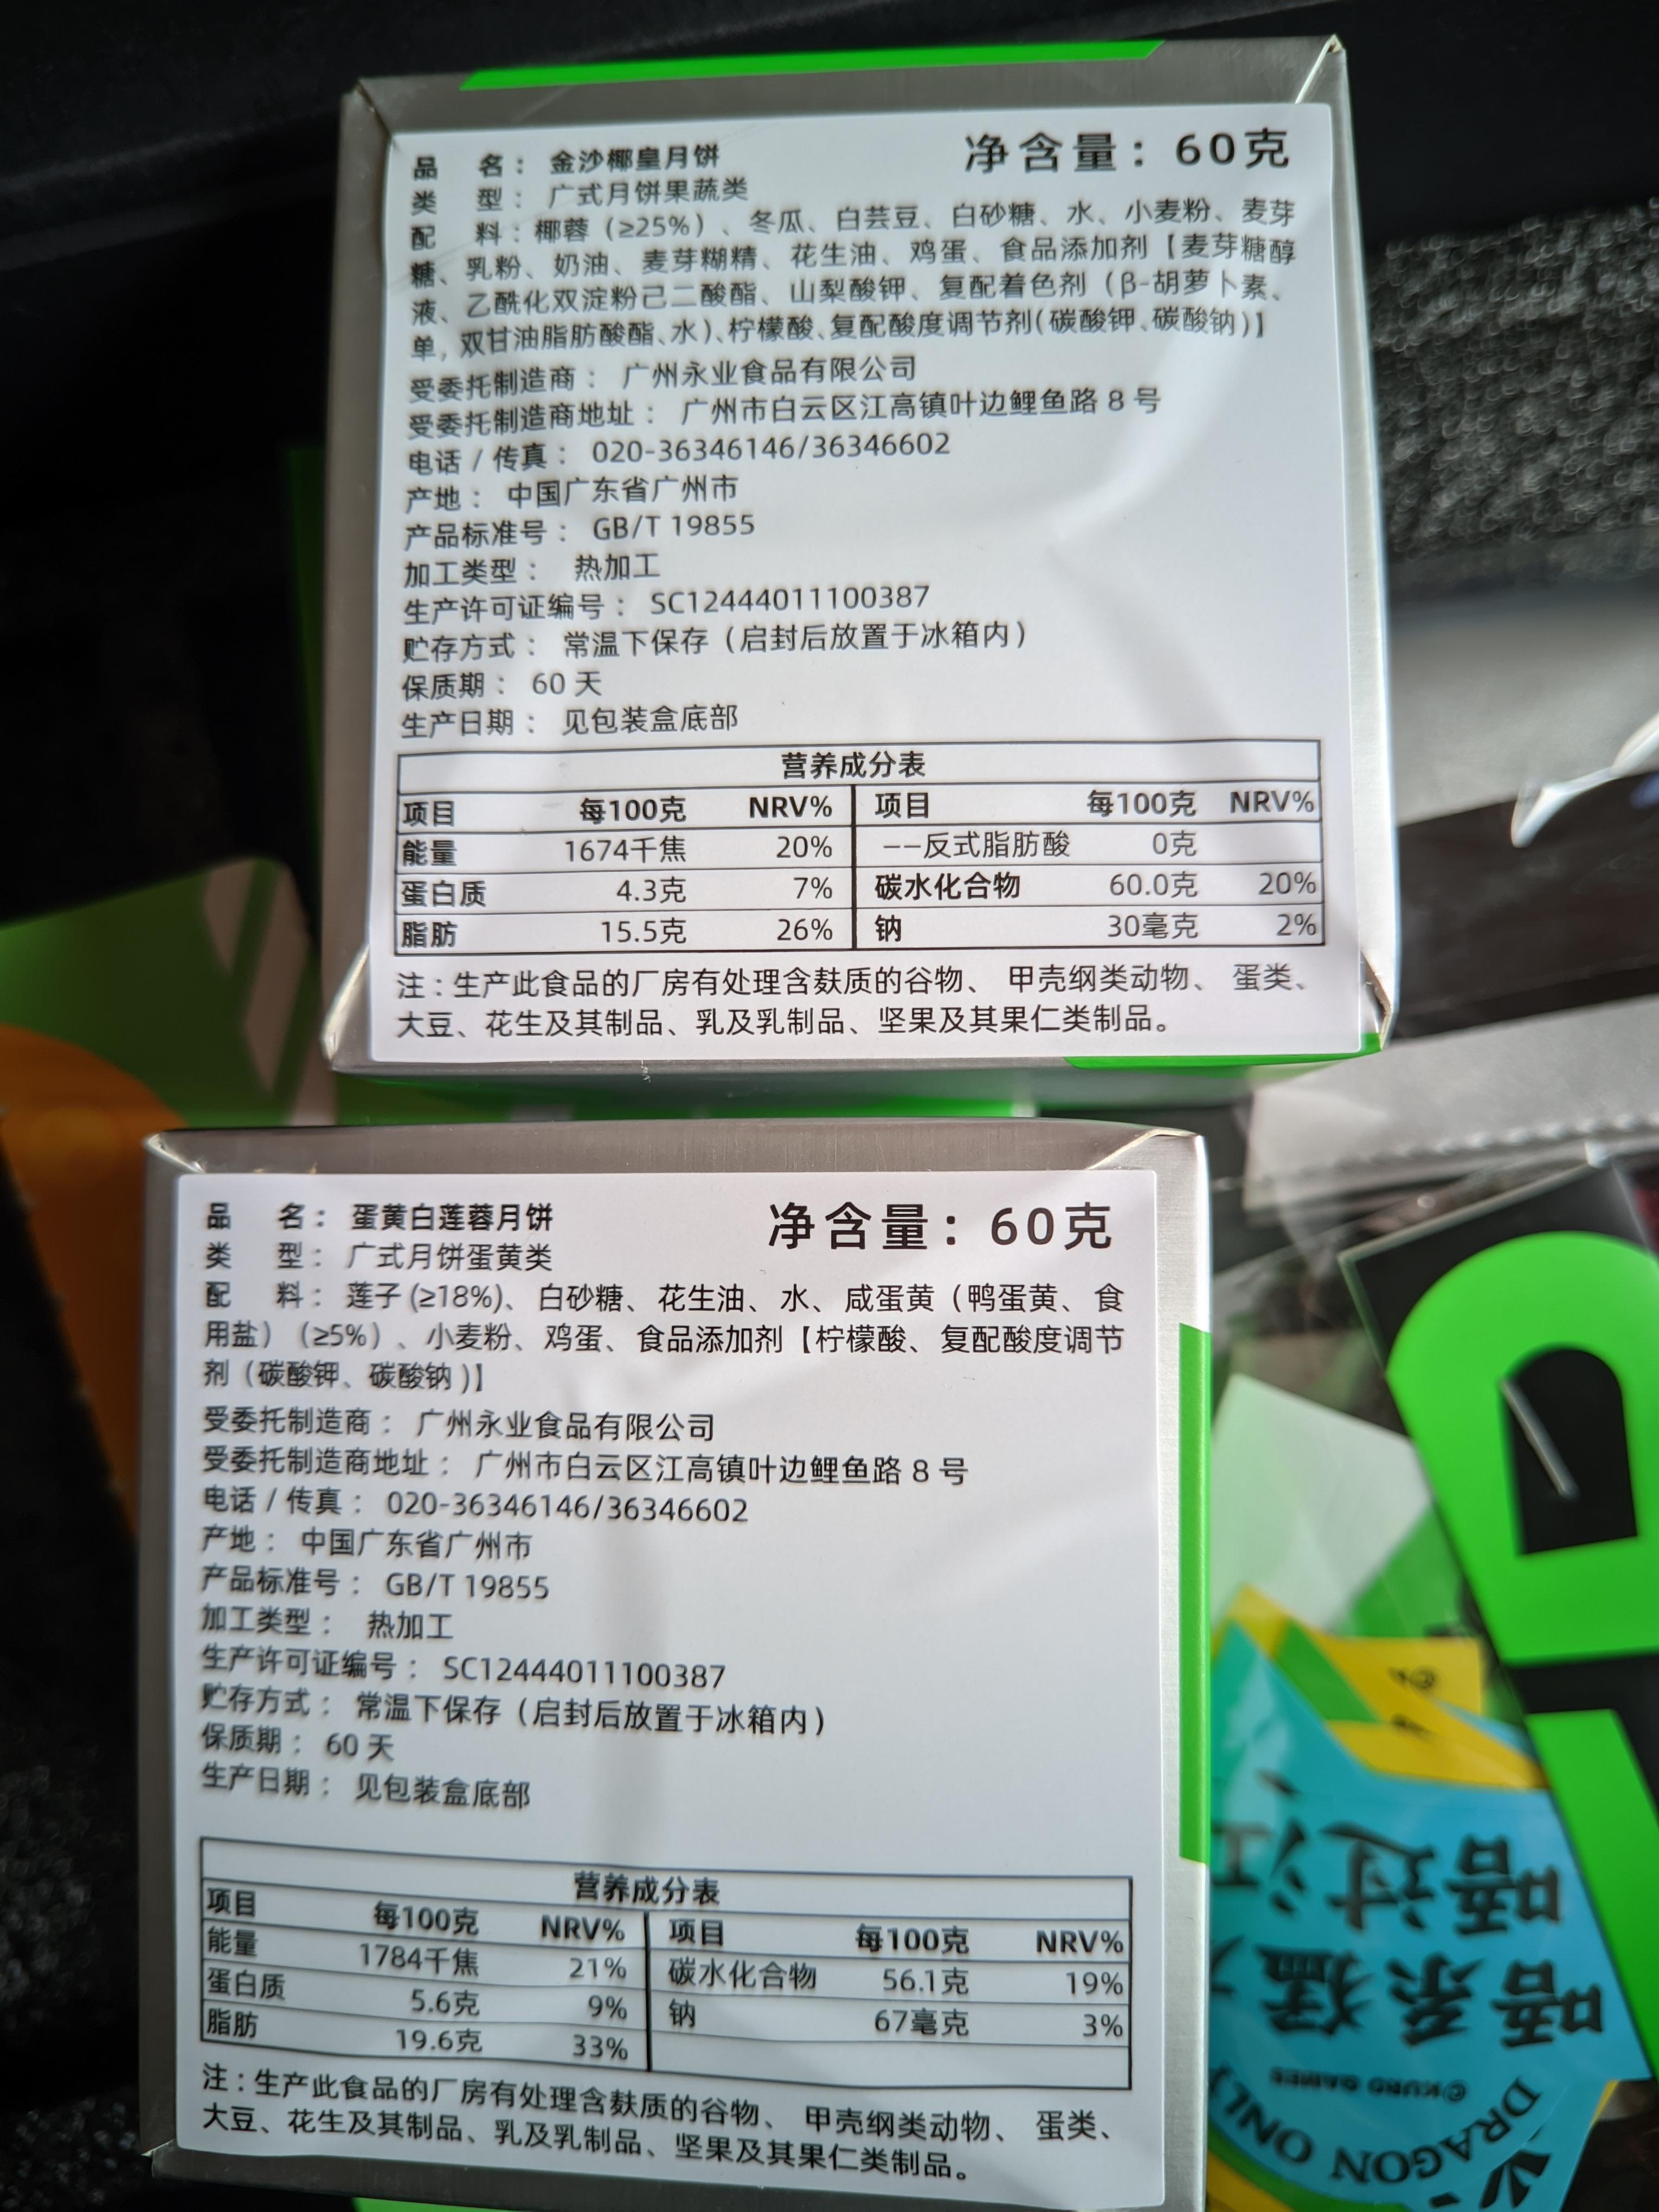 品 名： 金沙椰皇月饼 净含量：60克
类 型： 广式月饼果蔬类
配 料：椰蓉（≥25%）、冬瓜、白芸豆、白砂糖、水、小麦粉、麦芽
糖、乳粉、奶油、麦芽糊精、花生油、鸡蛋、食品添加剂【麦芽糖醇
液、乙酰化双淀粉己二酸酯、山梨酸钾、复配着色剂（β-胡萝卜素、
单，双甘油脂肪酸酯、水）、柠檬酸、复配酸度调节剂（碳酸钾、碳酸钠）】
受委托制造商： 广州永业食品有限公司
受委托制造商地址： 广州市白云区江高镇叶边鲤鱼路 8 号
电话 / 传真： 020-36346146/36346602
产地： 中国广东省广州市
产品标准号： GB/T 19855
加工类型： 热加工
生产许可证编号： SC12444011100387
贮存方式： 常温下保存（启封后放置于冰箱内）
保质期： 60 天
生产日期： 见包装盒底部
营养成分表
项目 每100克 NRV% 项目 每100克 NRV%
能量 1674千焦 20% --反式脂肪酸 0克
蛋白质 4.3克 7% 碳水化合物 60.0克 20%
脂肪 15.5克 26% 钠 30毫克 2%
注：生产此食品的厂房有处理含麸质的谷物、 甲壳纲类动物、 蛋类、
大豆、花生及其制品、乳及乳制品、坚果及其果仁类制品。
品 名： 蛋黄白莲蓉月饼 净含量：60克
类 型： 广式月饼蛋黄类
配 料： 莲子(≥18%)、白砂糖、花生油、水、咸蛋黄（鸭蛋黄、食
用盐）（≥5%）、小麦粉、鸡蛋、食品添加剂【柠檬酸、复配酸度调节
剂（碳酸钾、碳酸钠）】
受委托制造商： 广州永业食品有限公司
受委托制造商地址： 广州市白云区江高镇叶边鲤鱼路 8 号
电话 / 传真： 020-36346146/36346602
产地： 中国广东省广州市
产品标准号： GB/T 19855
加工类型： 热加工
生产许可证编号： SC12444011100387
贮存方式： 常温下保存（启封后放置于冰箱内）
保质期： 60 天
生产日期： 见包装盒底部
营养成分表
项目 每100克 NRV% 项目 每100克 NRV%
能量 1784千焦 21% 碳水化合物 56.1克 19%
蛋白质 5.6克 9% 钠 67毫克 3%
脂肪 19.6克 33%
注：生产此食品的厂房有处理含麸质的谷物、 甲壳纲类动物、 蛋类、
大豆、花生及其制品、乳及乳制品、坚果及其果仁类制品。
©KURO GAMES
DRAGON ONLY